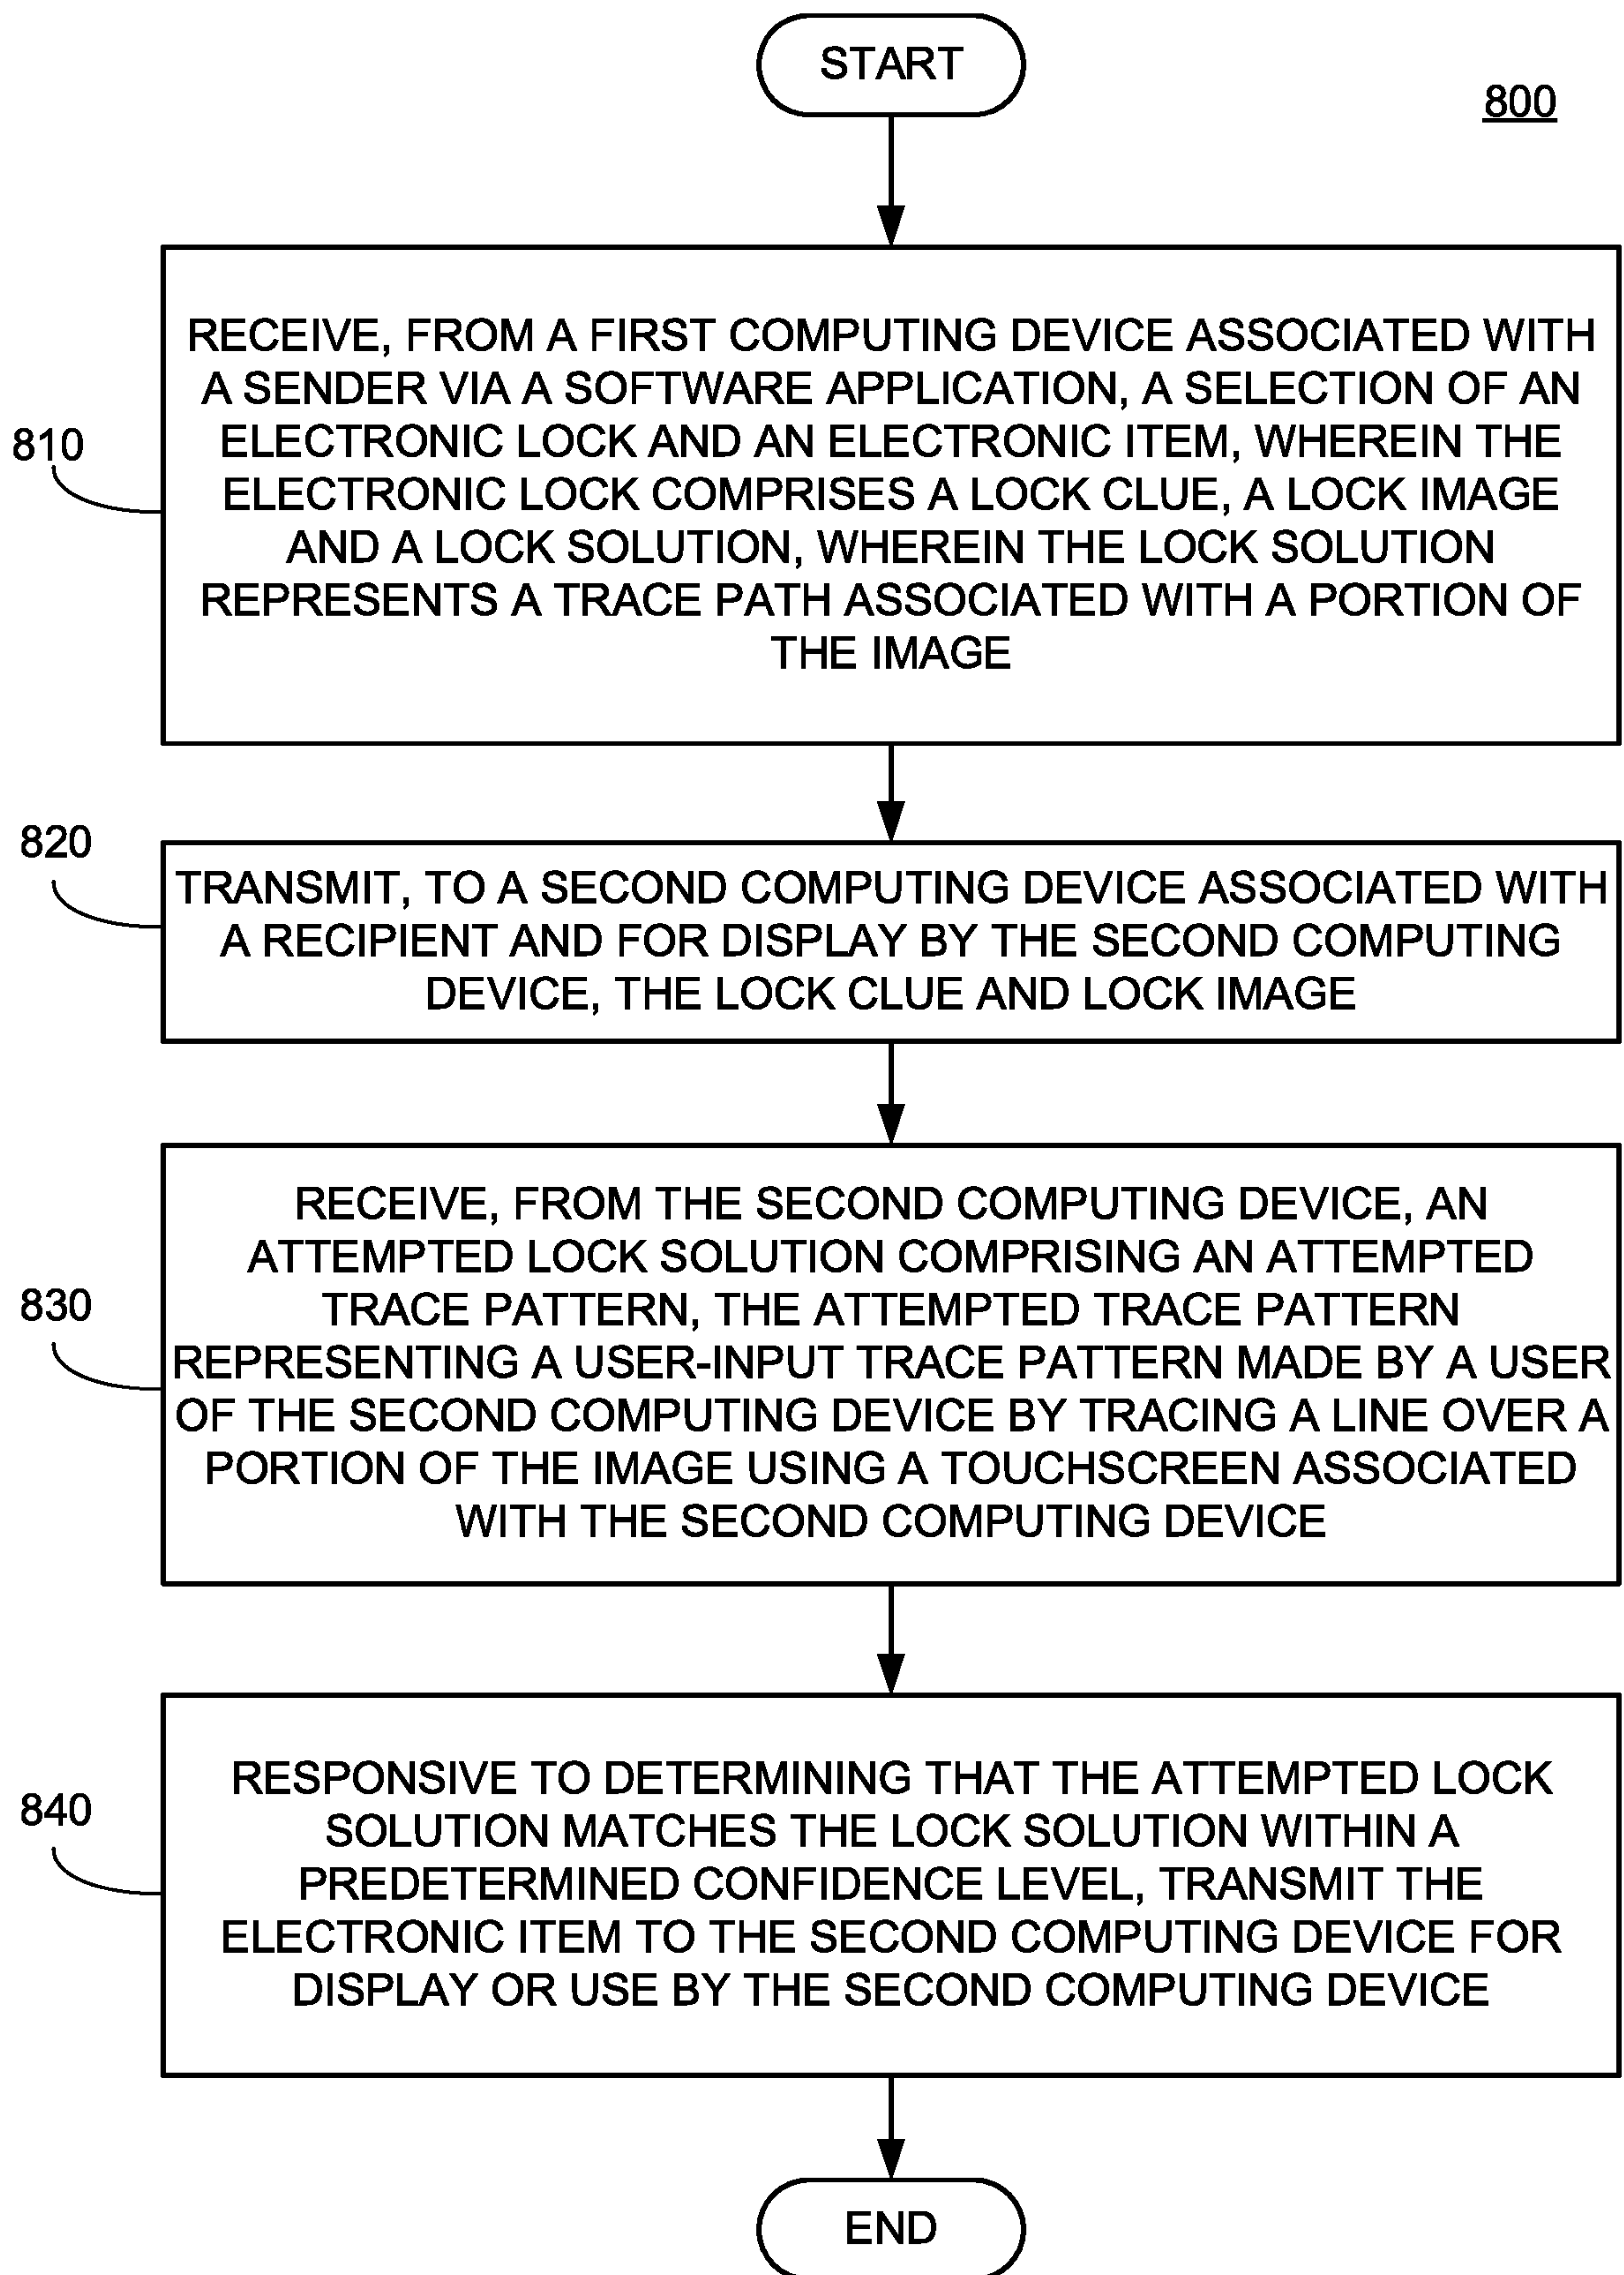 START
800
810
RECEIVE, FROM A FIRST COMPUTING DEVICE ASSOCIATED WITH
A SENDER VIA A SOFTWARE APPLICATION, A SELECTION OF AN
ELECTRONIC LOCK AND AN ELECTRONIC ITEM, WHEREIN THE
ELECTRONIC LOCK COMPRISES A LOCK CLUE, A LOCK IMAGE
AND A LOCK SOLUTION, WHEREIN THE LOCK SOLUTION
REPRESENTS A TRACE PATH ASSOCIATED WITH A PORTION OF
THE IMAGE
820
TRANSMIT, TO A SECOND COMPUTING DEVICE ASSOCIATED WITH
A RECIPIENT AND FOR DISPLAY BY THE SECOND COMPUTING
DEVICE, THE LOCK CLUE AND LOCK IMAGE
830
RECEIVE, FROM THE SECOND COMPUTING DEVICE, AN
ATTEMPTED LOCK SOLUTION COMPRISING AN ATTEMPTED
TRACE PATTERN, THE ATTEMPTED TRACE PATTERN
REPRESENTING A USER-INPUT TRACE PATTERN MADE BY A USER
OF THE SECOND COMPUTING DEVICE BY TRACING A LINE OVER A
PORTION OF THE IMAGE USING A TOUCHSCREEN ASSOCIATED
WITH THE SECOND COMPUTING DEVICE
840
RESPONSIVE TO DETERMINING THAT THE ATTEMPTED LOCK
SOLUTION MATCHES THE LOCK SOLUTION WITHIN A
PREDETERMINED CONFIDENCE LEVEL, TRANSMIT THE
ELECTRONIC ITEM TO THE SECOND COMPUTING DEVICE FOR
DISPLAY OR USE BY THE SECOND COMPUTING DEVICE
END